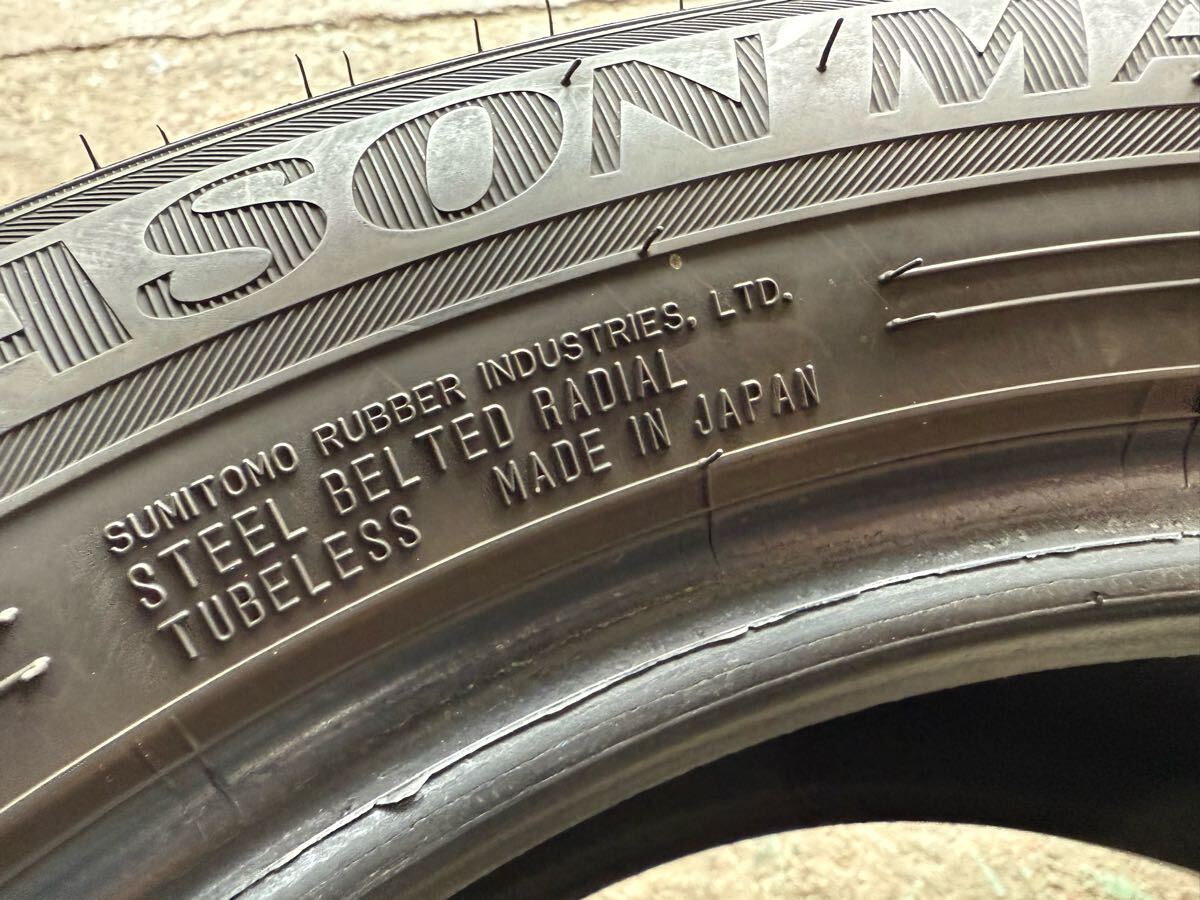 SON MA
SUMITOMO RUBBER INDUSTRIES, LTD.
STEEL BELTED RADIAL
TUBELESS MADE IN JAPAN